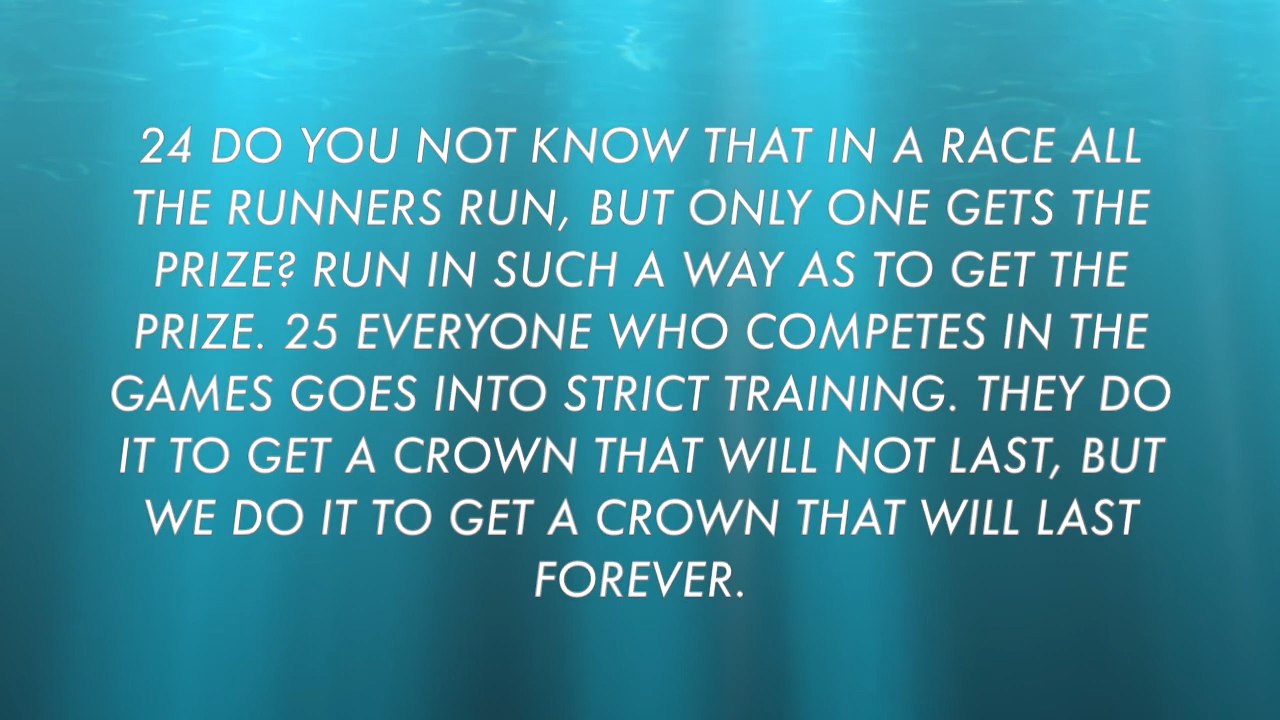 24 DO YOU NOT KNOW THAT IN A RACE ALL
THE RUNNERS RUN, BUT ONLY ONE GETS THE
PRIZE? RUN IN SUCH A WAY AS TO GET THE
PRIZE. 25 EVERYONE WHO COMPETES IN THE
GAMES GOES INTO STRICT TRAINING. THEY DO
IT TO GET A CROWN THAT WILL NOT LAST, BUT
WE DO IT TO GET A CROWN THAT WILL LAST
FOREVER.